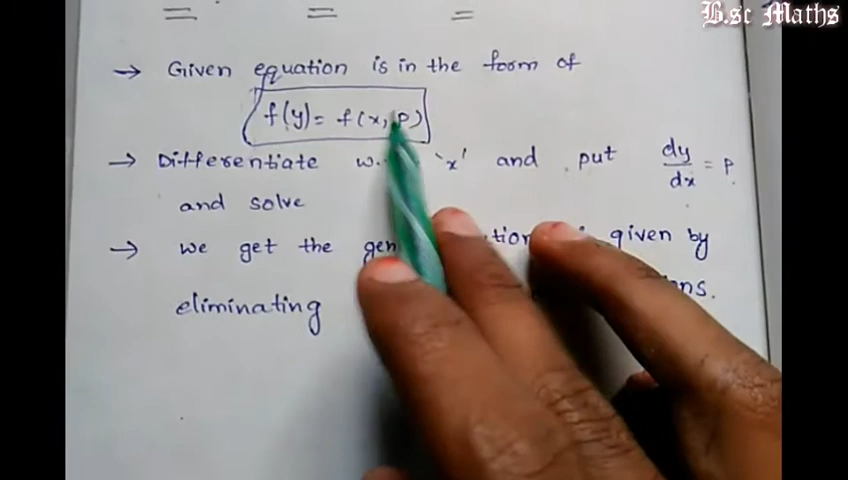 B.sc Maths
→ Given equation is in the form of
f(y) = f(x, P)
→ Differentiate 'x' and put dy/dx = P.
and solve
→ we get the given by
eliminating